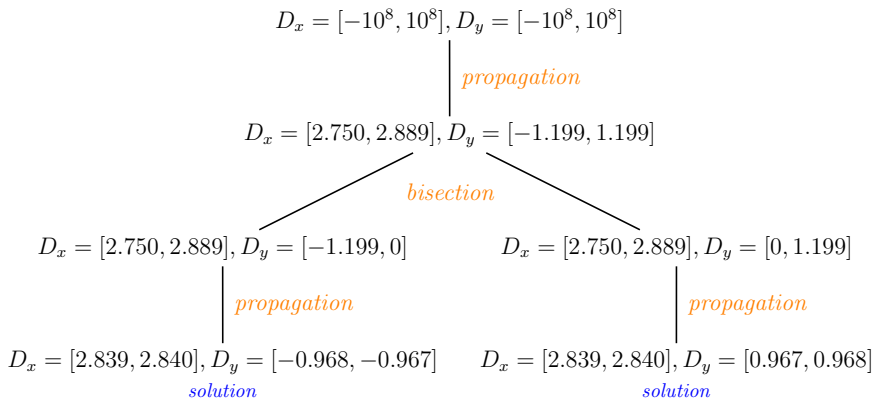 D_x = [−10^8, 10^8], D_y = [−10^8, 10^8]
propagation
D_x = [2.750, 2.889], D_y = [−1.199, 1.199]
bisection
D_x = [2.750, 2.889], D_y = [−1.199, 0] D_x = [2.750, 2.889], D_y = [0, 1.199]
propagation propagation
D_x = [2.839, 2.840], D_y = [−0.968, −0.967] D_x = [2.839, 2.840], D_y = [0.967, 0.968]
solution solution